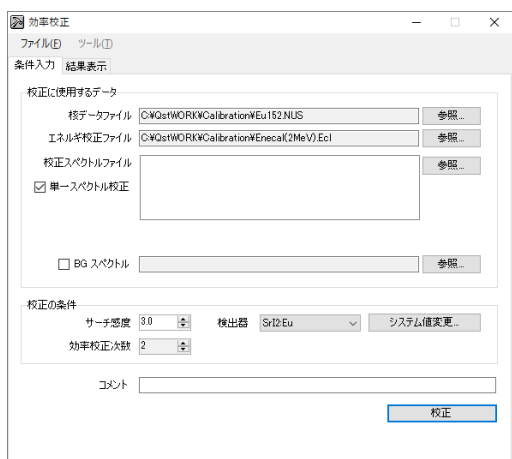 効率校正
ファイル(F) ツール(T)
条件入力 結果表示
校正に使用するデータ
核データファイル C:¥QstWORK¥Calibration¥Eu152.NUS 参照...
エネルギ校正ファイル C:¥QstWORK¥Calibration¥Enecal(2MeV).Ecl 参照...
校正スペクトルファイル 参照...
単一スペクトル校正
BG スペクトル 参照...
校正の条件
サーチ感度 3.0 検出器 SrI2:Eu システム値変更...
効率校正次数 2
コメント
校正